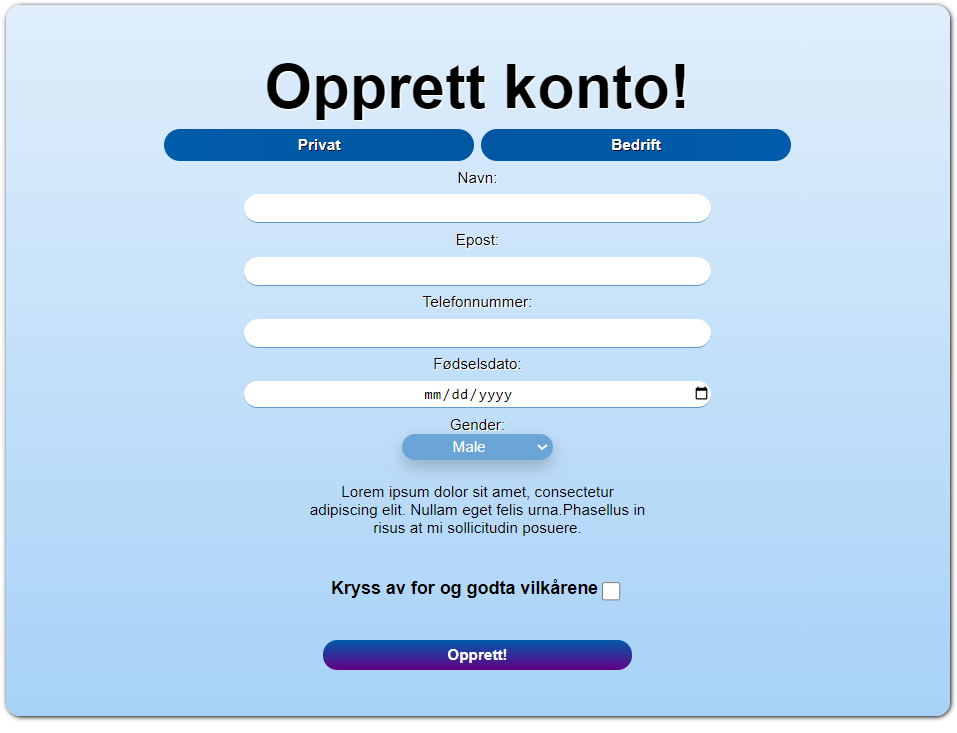 Opprett konto!
Privat Bedrift
Navn:
Epost:
Telefonnummer:
Fødselsdato:
mm/dd/yyyy
Gender:
Male
Lorem ipsum dolor sit amet, consectetur
adipiscing elit. Nullam eget felis urna.Phasellus in
risus at mi sollicitudin posuere.
Kryss av for og godta vilkårene
Opprett!